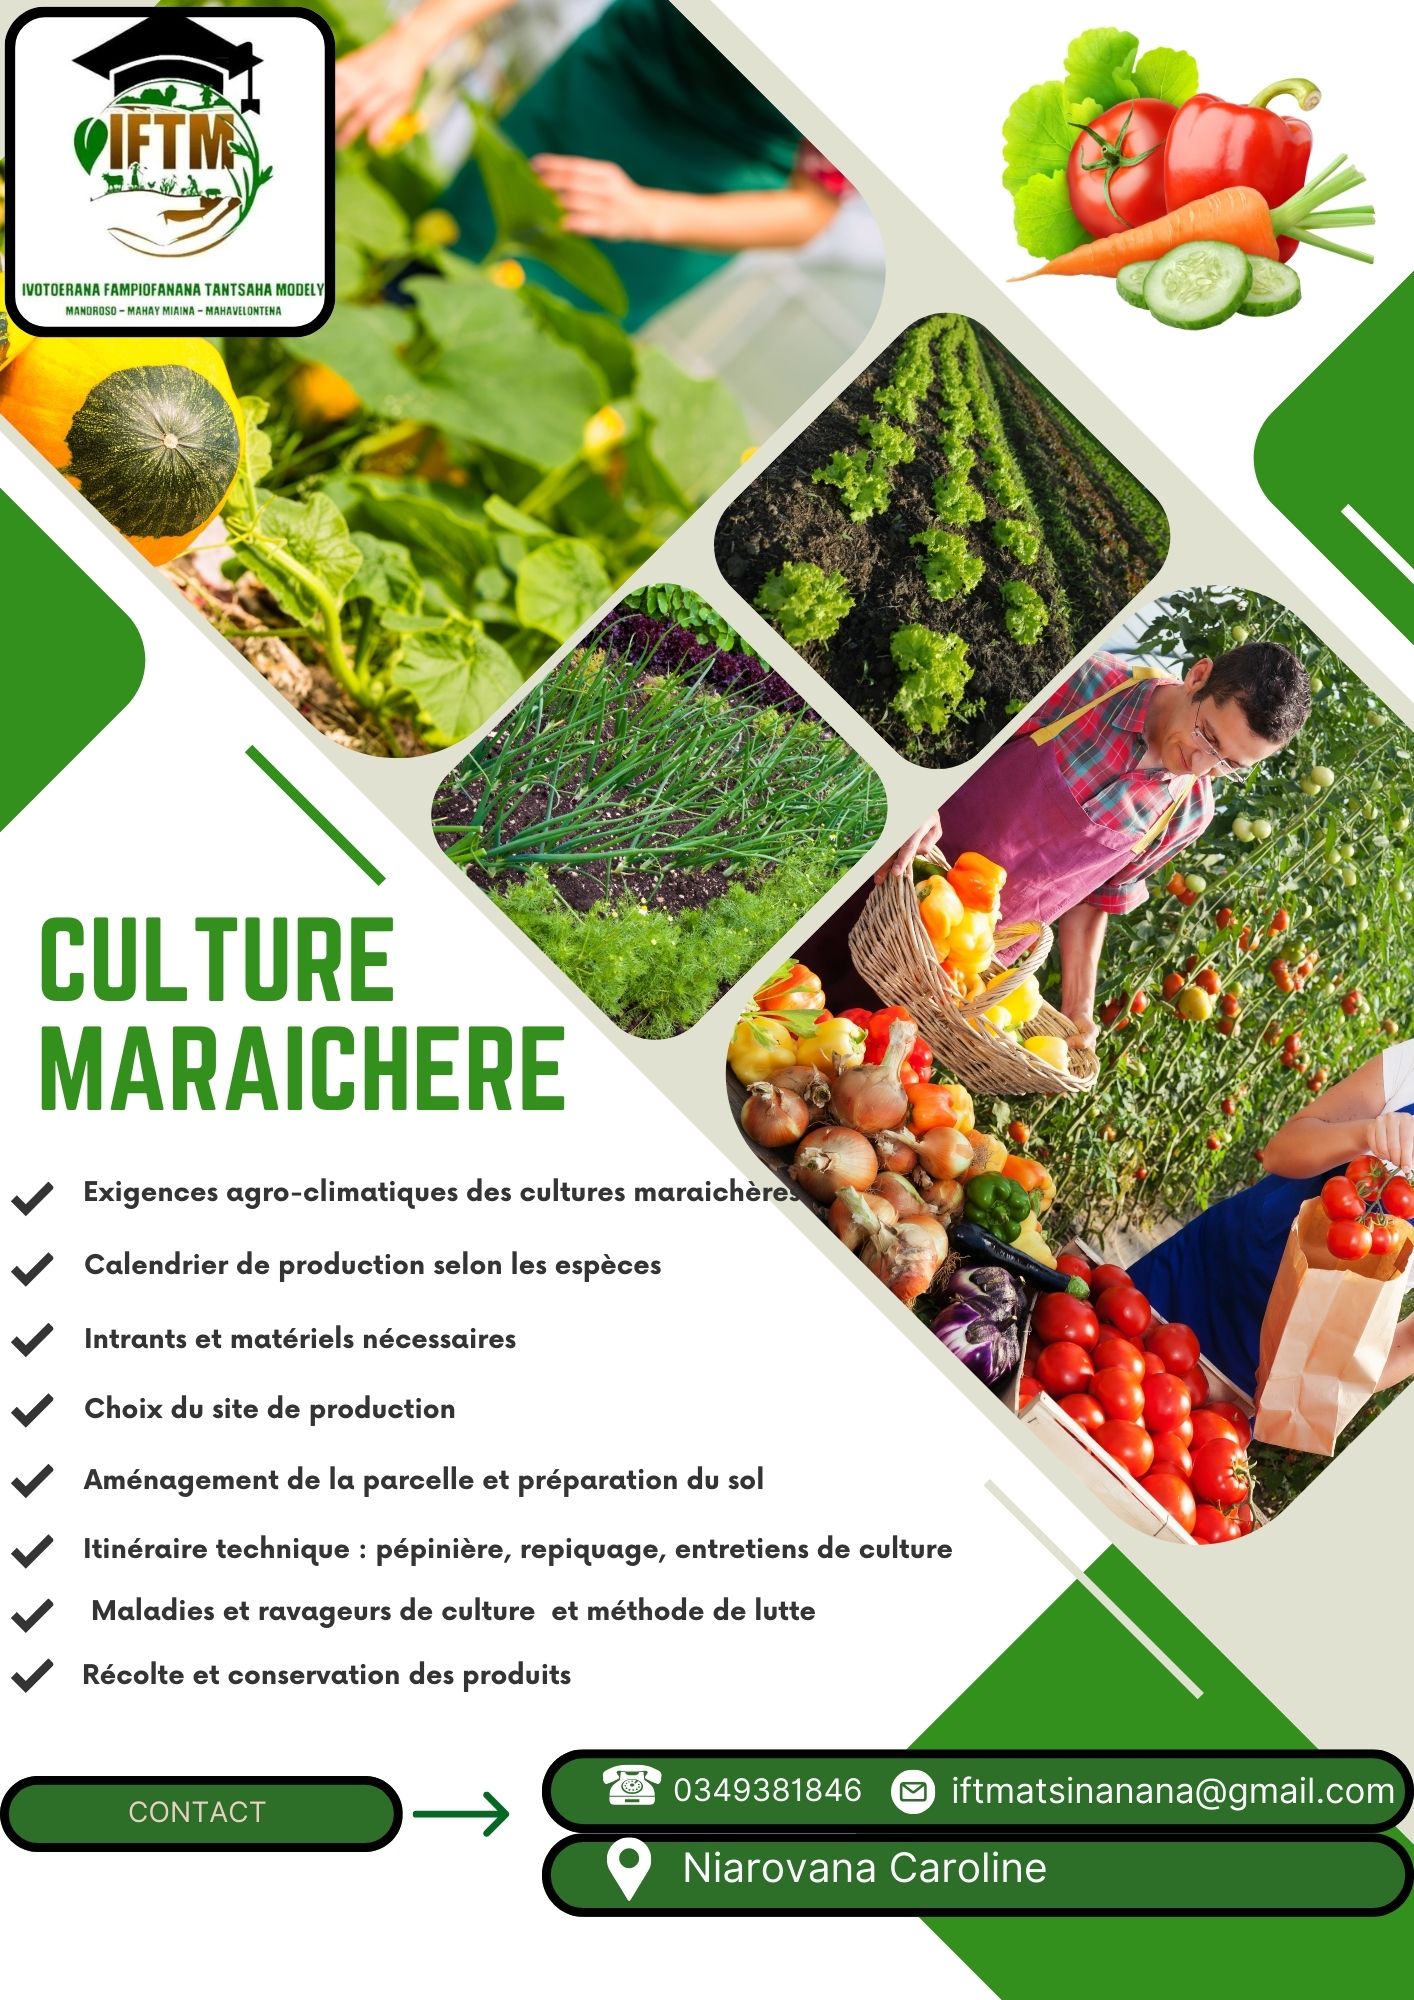 IFTM
IVOTOERANA FAMPIOFANANA TANTSAHA MODELY
MANDROSO - MAHAY MIAINA - MAHAVELONTENA
CULTURE
MARAICHERE
Exigences agro-climatiques des cultures maraichères
Calendrier de production selon les espèces
Intrants et matériels nécessaires
Choix du site de production
Aménagement de la parcelle et préparation du sol
Itinéraire technique : pépinière, repiquage, entretiens de culture
Maladies et ravageurs de culture et méthode de lutte
Récolte et conservation des produits
CONTACT
0349381846 iftmatsinanana@gmail.com
Niarovana Caroline